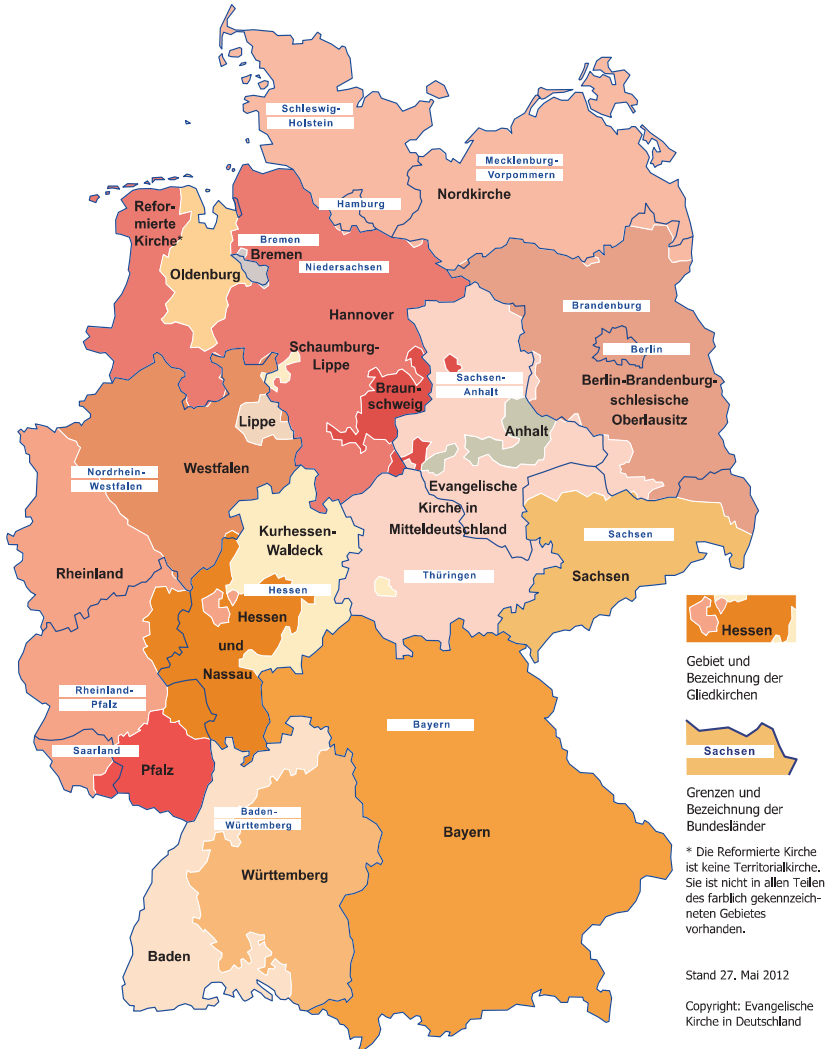 Schleswig-
Holstein
Mecklenburg-
Vorpommern
Nordkirche
Hamburg
Refor-
mierte
Kirche*
Bremen
Bremen
Oldenburg
Niedersachsen
Hannover
Brandenburg
Berlin
Berlin-Brandenburg-
schlesische
Oberlausitz
Schaumburg-
Lippe
Braun-
schweig
Sachsen-
Anhalt
Anhalt
Lippe
Westfalen
Nordrhein-
Westfalen
Evangelische
Kirche in
Mitteldeutschland
Kurhessen-
Waldeck
Sachsen
Sachsen
Rheinland
Thüringen
Hessen
Hessen
und
Nassau
Rheinland-
Pfalz
Saarland
Pfalz
Bayern
Bayern
Baden-
Württemberg
Württemberg
Baden
Hessen
Gebiet und
Bezeichnung der
Gliedkirchen
Sachsen
Grenzen und
Bezeichnung der
Bundesländer
* Die Reformierte Kirche
ist keine Territorialkirche.
Sie ist nicht in allen Teilen
des farblich gekennzeich-
neten Gebietes
vorhanden.
Stand 27. Mai 2012
Copyright: Evangelische
Kirche in Deutschland